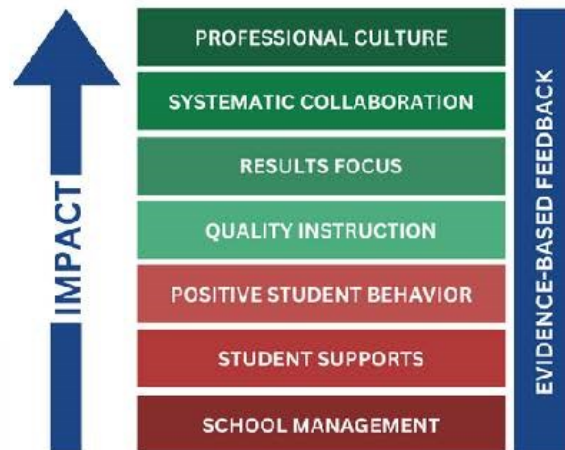 PROFESSIONAL CULTURE
SYSTEMATIC COLLABORATION
RESULTS FOCUS
QUALITY INSTRUCTION
POSITIVE STUDENT BEHAVIOR
STUDENT SUPPORTS
SCHOOL MANAGEMENT
IMPACT
EVIDENCE-BASED FEEDBACK